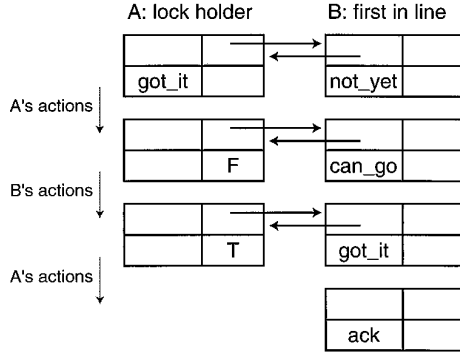 A: lock holder
B: first in line
got_it
not_yet
A's actions
F
can_go
B's actions
T
got_it
A's actions
ack